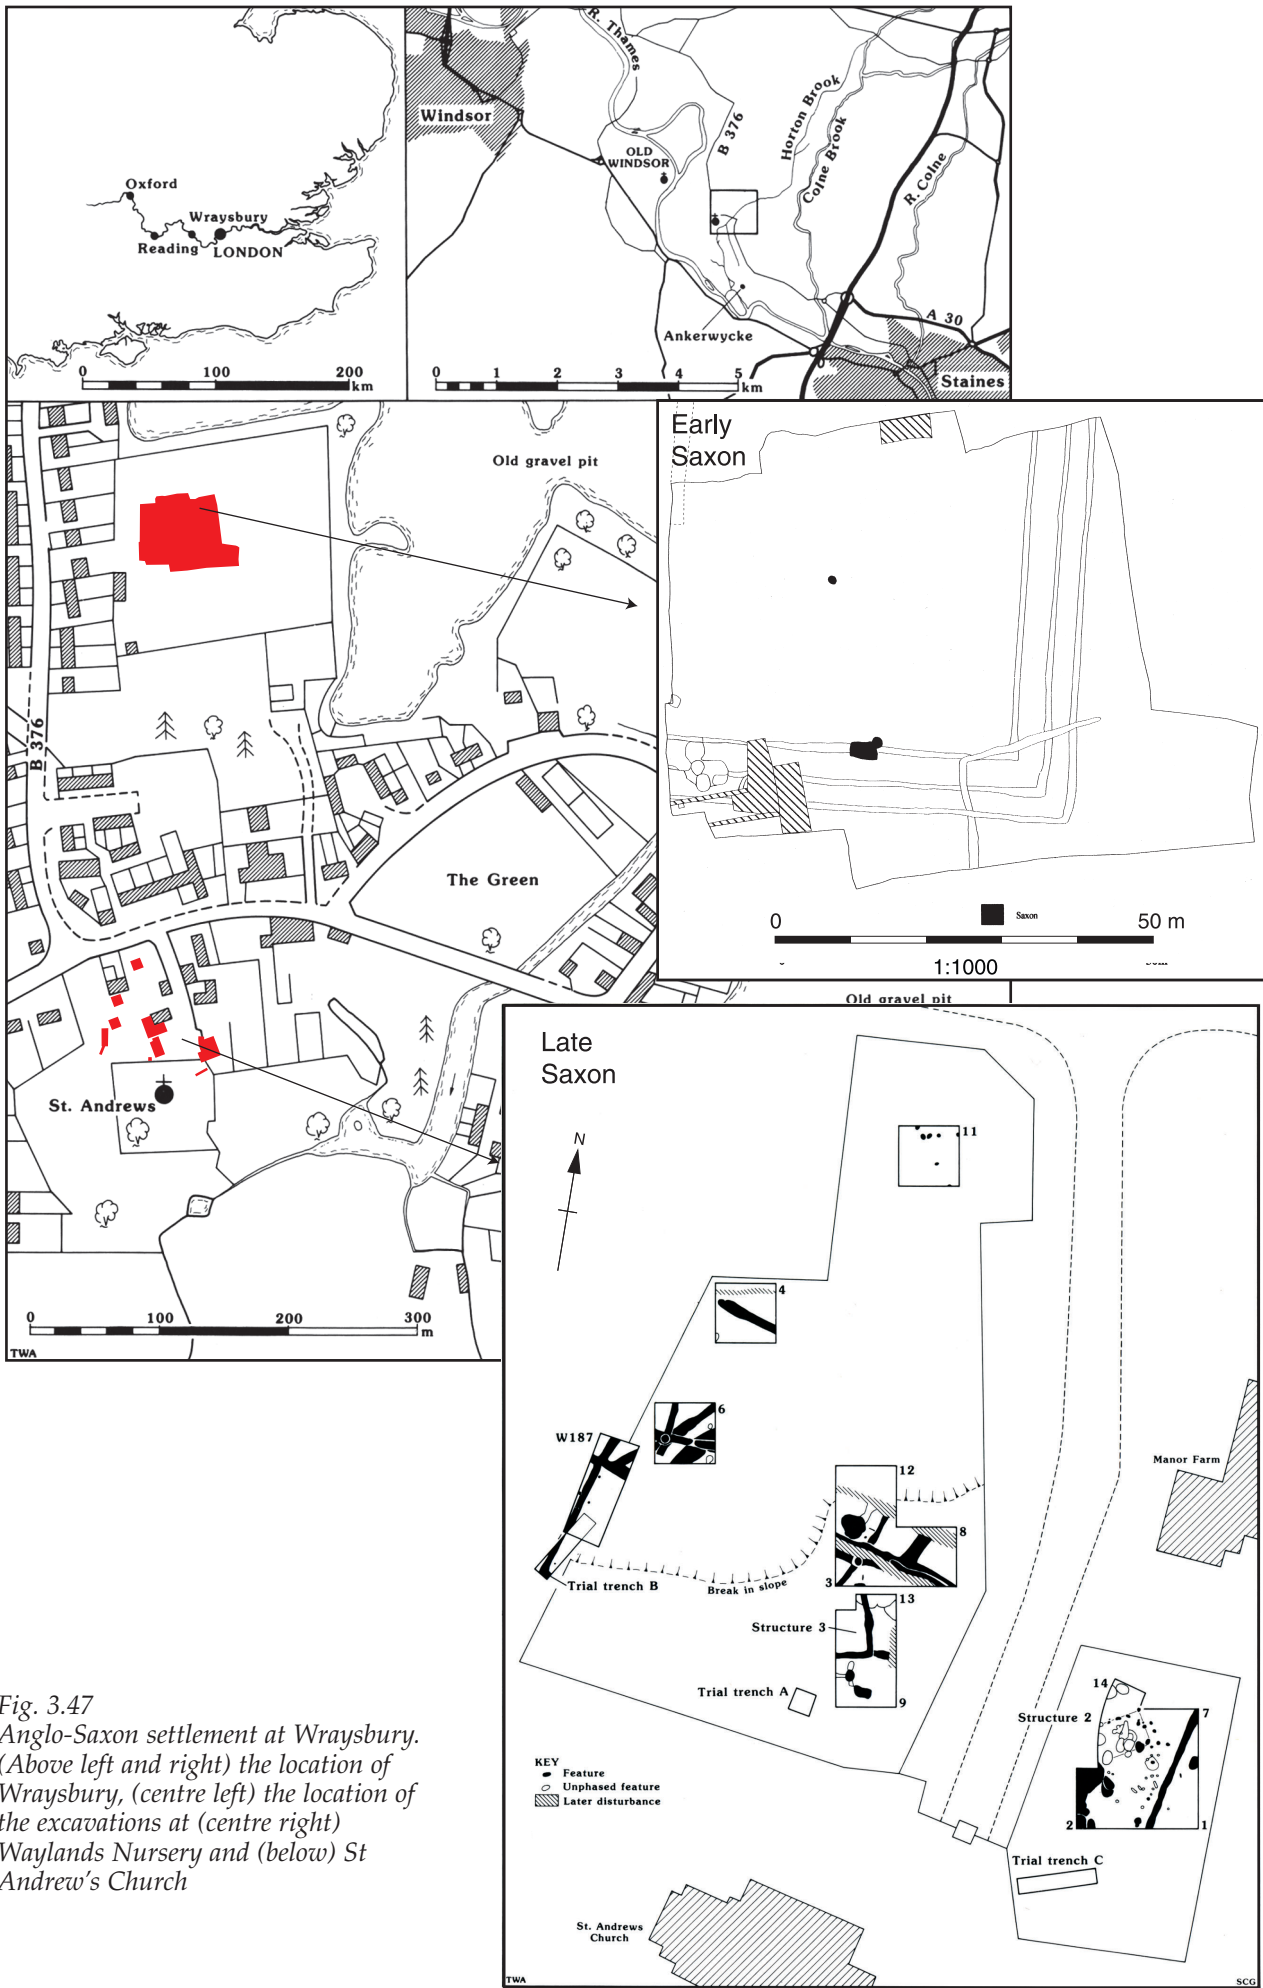 Oxford
Wraysbury
Reading
LONDON
0 100 200
km
R. Thames
Windsor
OLD
WINDSOR
B 376
Horton Brook
Colne Brook
R. Colne
Ankerwycke
A 30
Staines
0 1 2 3 4 5
km
Old gravel pit
B 376
The Green
St. Andrews
0 100 200 300
m
TWA
Early
Saxon
Saxon
0 50 m
1:1000
Old gravel pit
Late
Saxon
N
11
4
6
W187
12
Manor Farm
8
Trial trench B
Break in slope
3
13
Structure 3
Trial trench A
9
14
Structure 2
7
KEY
Feature
Unphased feature
Later disturbance
2
1
Trial trench C
St. Andrews
Church
TWA
SCG
Fig. 3.47
Anglo-Saxon settlement at Wraysbury.
(Above left and right) the location of
Wraysbury, (centre left) the location of
the excavations at (centre right)
Waylands Nursery and (below) St
Andrew's Church